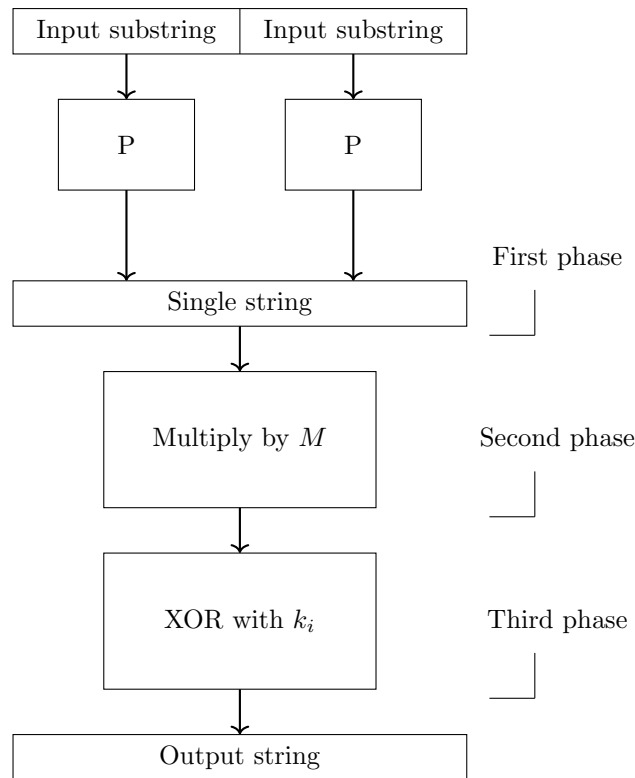 Input substring Input substring
P P
First phase
Single string
Multiply by M Second phase
XOR with k_i Third phase
Output string